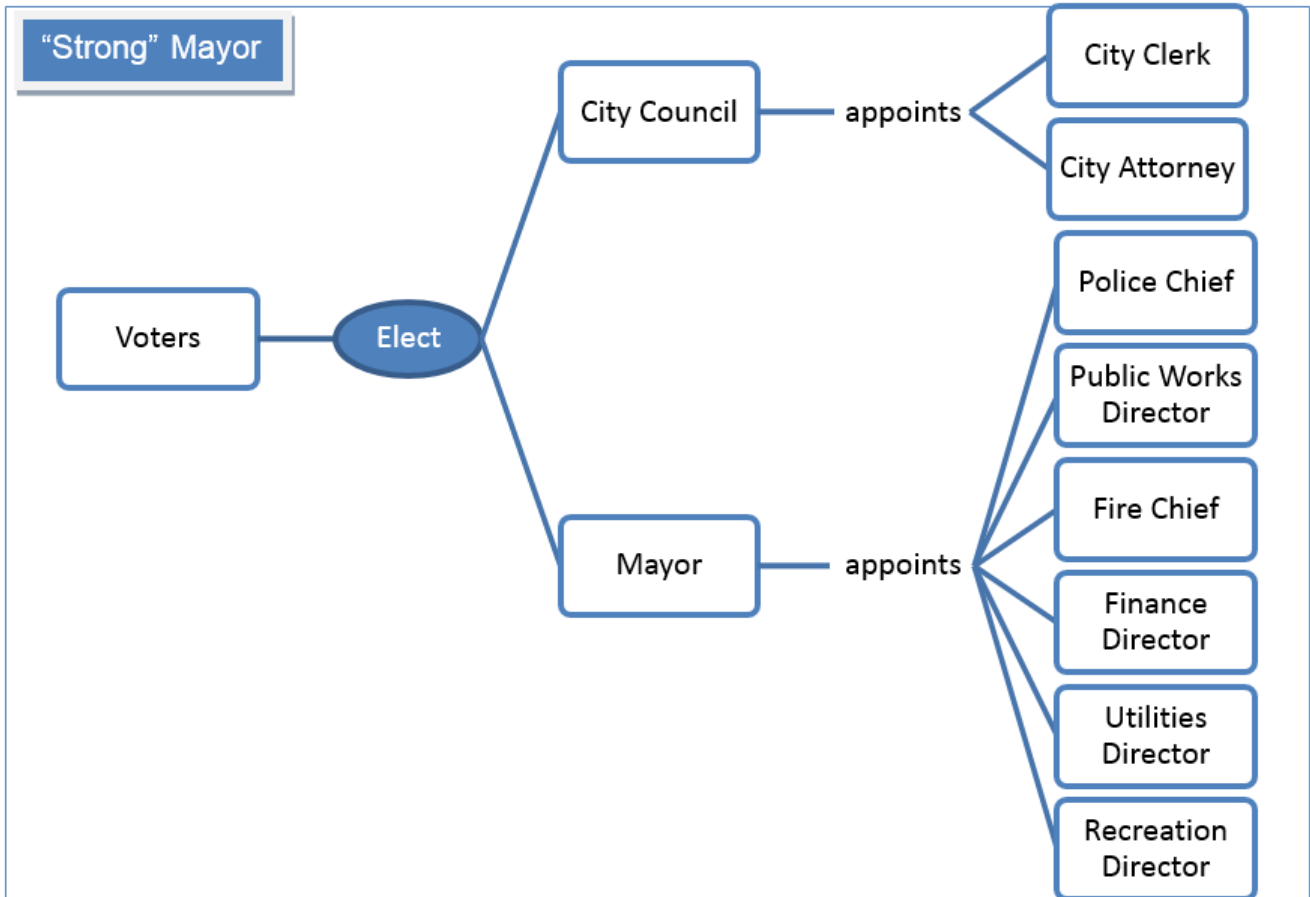 “Strong” Mayor
City Clerk
City Council
appoints
City Attorney
Police Chief
Voters
Elect
Public Works
Director
Fire Chief
Mayor
appoints
Finance
Director
Utilities
Director
Recreation
Director